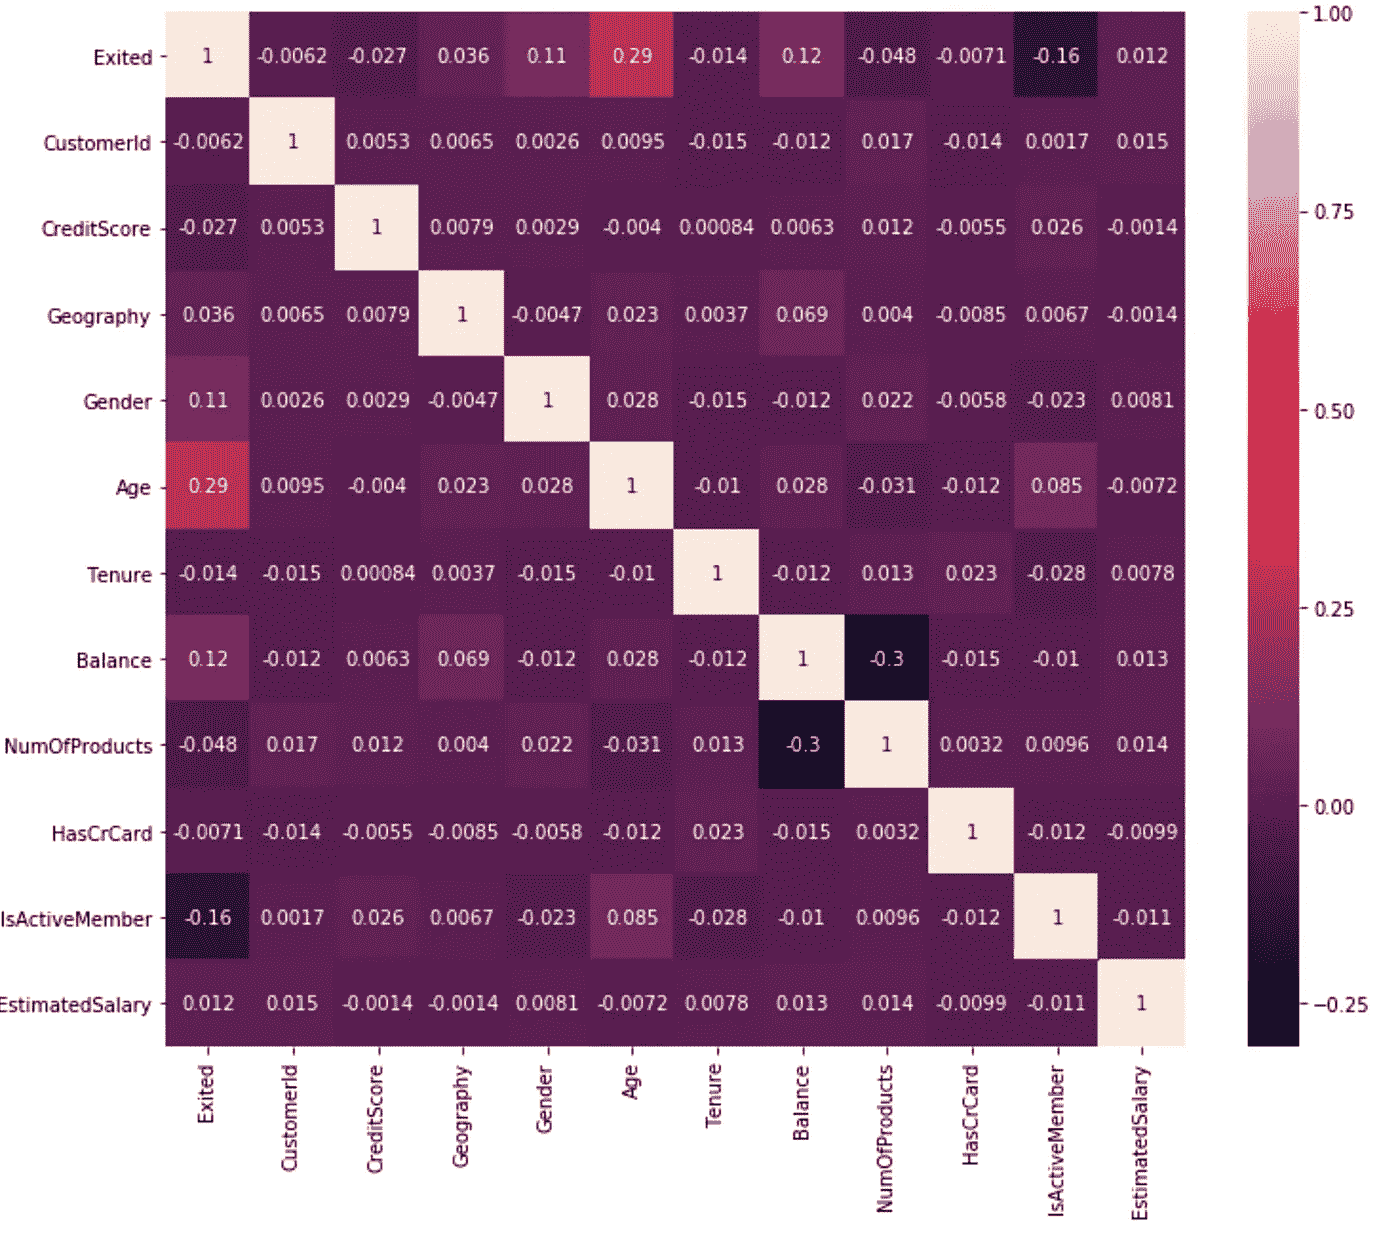 Exited 1 -0.0062 -0.027 0.036 0.11 0.29 -0.014 0.12 -0.048 -0.0071 -0.16 0.012
CustomerId -0.0062 1 0.0053 0.0065 0.0026 0.0095 -0.015 -0.012 0.017 -0.014 0.0017 0.015
CreditScore -0.027 0.0053 1 0.0079 0.0029 -0.004 0.00084 0.0063 0.012 -0.0055 0.026 -0.0014
Geography 0.036 0.0065 0.0079 1 -0.0047 0.023 0.0037 0.069 0.004 -0.0085 0.0067 -0.0014
Gender 0.11 0.0026 0.0029 -0.0047 1 0.028 -0.015 -0.012 0.022 -0.0058 -0.023 0.0081
Age 0.29 0.0095 -0.004 0.023 0.028 1 -0.01 0.028 -0.031 -0.012 0.085 -0.0072
Tenure -0.014 -0.015 0.00084 0.0037 -0.015 -0.01 1 -0.012 0.013 0.023 -0.028 0.0078
Balance 0.12 -0.012 0.0063 0.069 -0.012 0.028 -0.012 1 -0.3 -0.015 -0.01 0.013
NumOfProducts -0.048 0.017 0.012 0.004 0.022 -0.031 0.013 -0.3 1 0.0032 0.0096 0.014
HasCrCard -0.0071 -0.014 -0.0055 -0.0085 -0.0058 -0.012 0.023 -0.015 0.0032 1 -0.012 -0.0099
IsActiveMember -0.16 0.0017 0.026 0.0067 -0.023 0.085 -0.028 -0.01 0.0096 -0.012 1 -0.011
EstimatedSalary 0.012 0.015 -0.0014 -0.0014 0.0081 -0.0072 0.0078 0.013 0.014 -0.0099 -0.011 1
Exited
CustomerId
CreditScore
Geography
Gender
Age
Tenure
Balance
NumOfProducts
HasCrCard
IsActiveMember
EstimatedSalary
1.00
0.75
0.50
0.25
0.00
−0.25